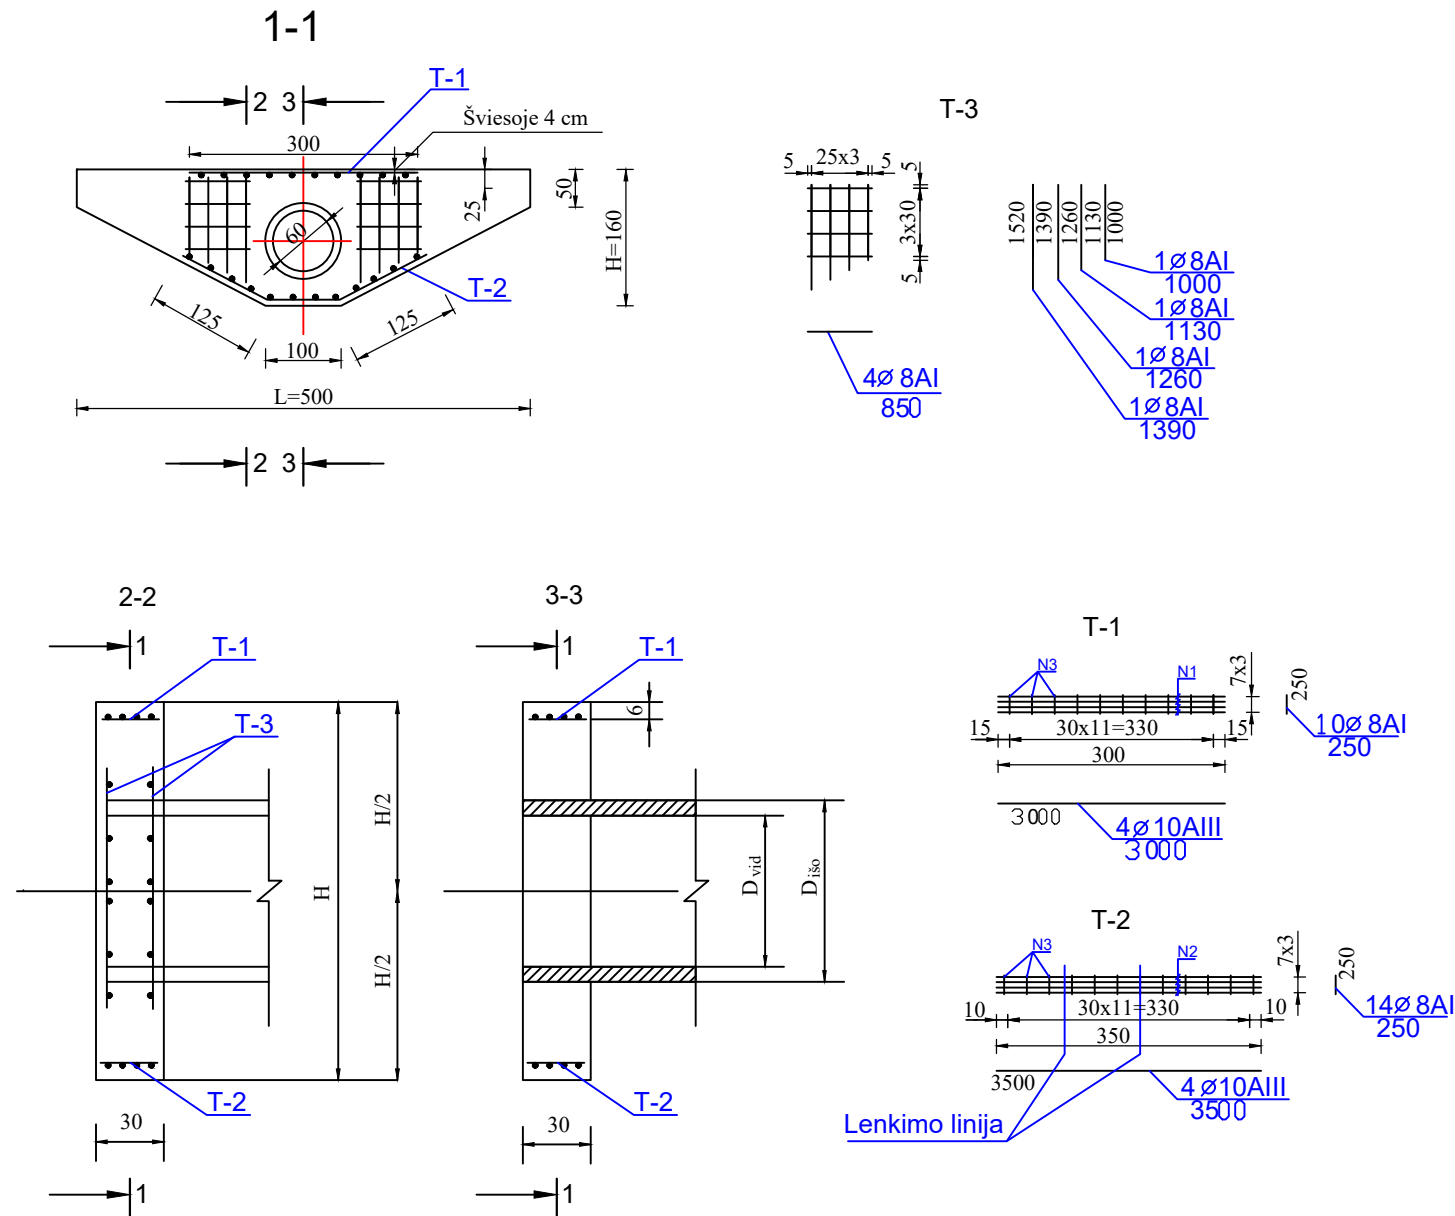 1-1
T-1
2 3
Šviesoje 4 cm
300
50
25
60
H=160
T-2
125
125
100
L=500
2 3
T-3
5 25x3 5
5
3x30
5
1520
1390
1260
1130
1000
1⌀8AI
1000
1⌀8AI
1130
1⌀8AI
1260
1⌀8AI
1390
4⌀8AI
850
2-2
1
T-1
T-3
H/2
H
H/2
T-2
30
1
3-3
1
T-1
6
D vid
D išo
T-2
30
1
T-1
N3
N1
7x3
250
10⌀8AI
250
15 30x11=330 15
300
3000
4⌀10AIII
3000
T-2
N3
N2
7x3
250
14⌀8AI
250
10 30x11=330 10
350
3500
4⌀10AIII
3500
Lenkimo linija